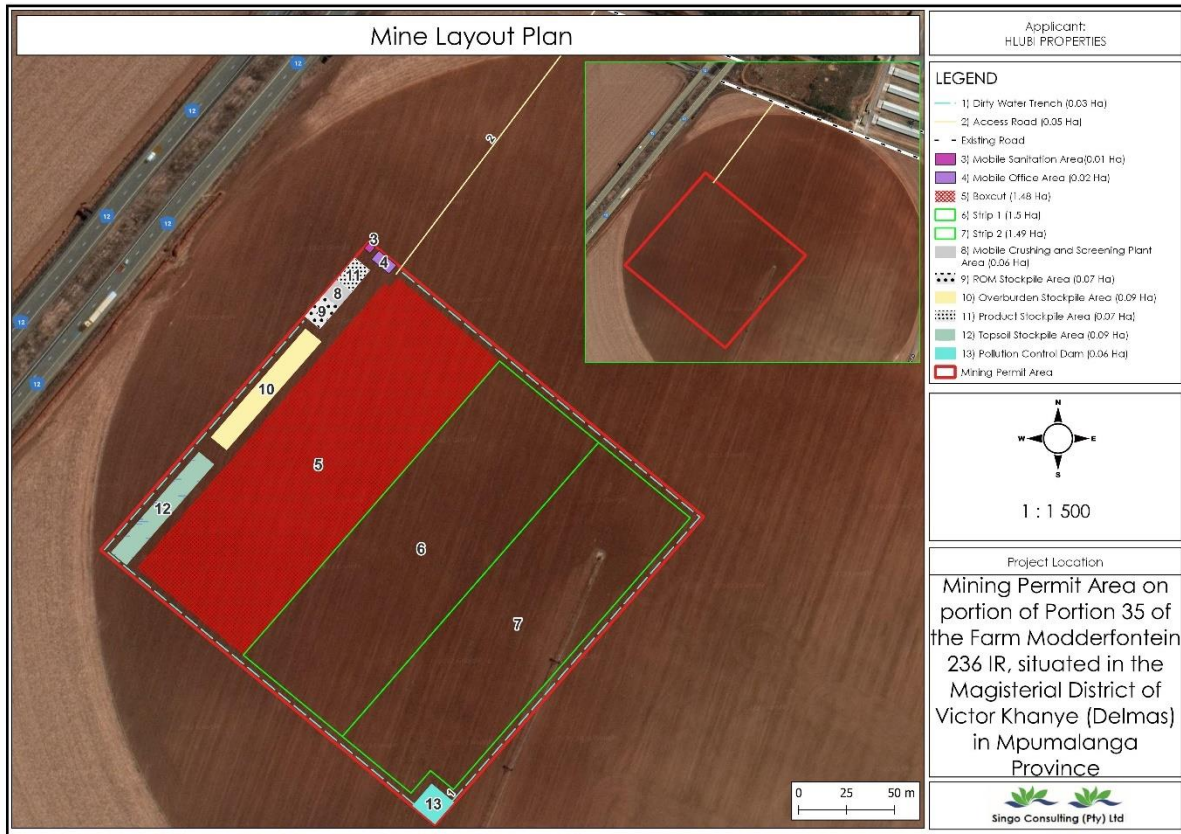 Mine Layout Plan
12
12
12
12
12
12
12
2
3
4
11
8
9
10
5
12
6
7
1
13
0 25 50 m
Applicant:
HLUBI PROPERTIES
LEGEND
1) Dirty Water Trench (0.03 Ha)
2) Access Road (0.05 Ha)
Existing Road
3) Mobile Sanitation Area(0.01 Ha)
4) Mobile Office Area (0.02 Ha)
5) Boxcut (1.48 Ha)
6) Strip 1 (1.5 Ha)
7) Strip 2 (1.49 Ha)
8) Mobile Crushing and Screening Plant
Area (0.06 Ha)
9) ROM Stockpile Area (0.07 Ha)
10) Overburden Stockpile Area (0.09 Ha)
11) Product Stockpile Area (0.07 Ha)
12) Topsoil Stockpile Area (0.09 Ha)
13) Pollution Control Dam (0.06 Ha)
Mining Permit Area
N
W E
S
1 : 1 500
Project Location
Mining Permit Area on
portion of Portion 35 of
the Farm Modderfontein
236 IR, situated in the
Magisterial District of
Victor Khanye (Delmas)
in Mpumalanga
Province
Singo Consulting (Pty) Ltd